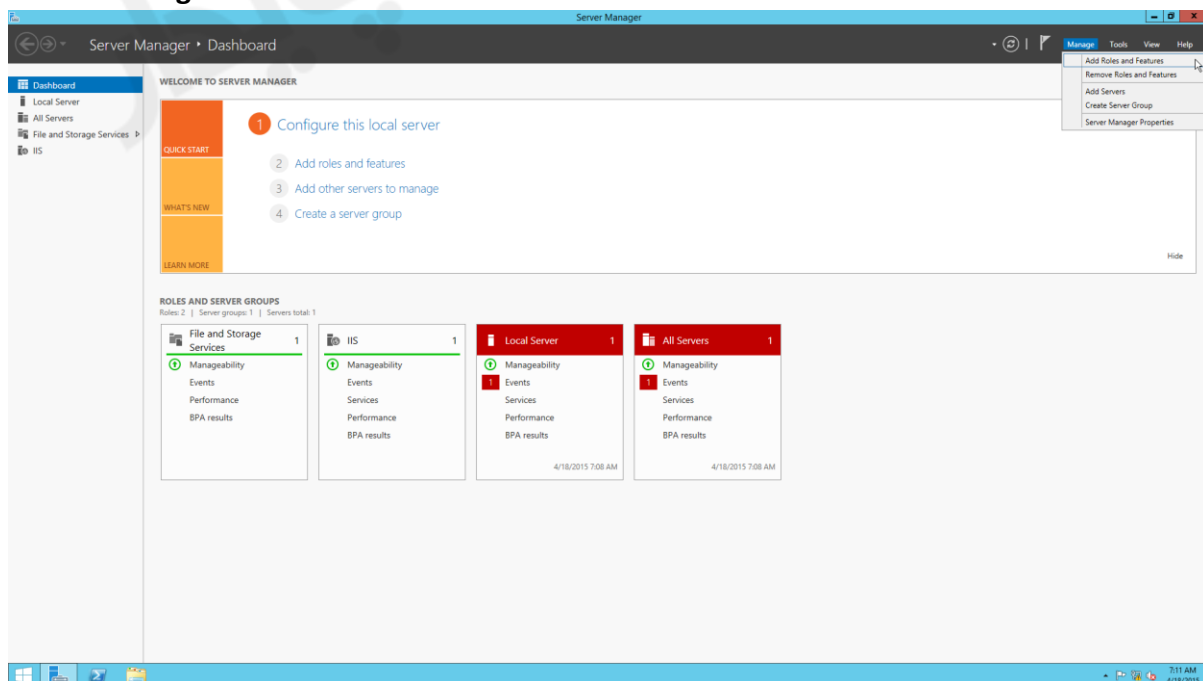 Server Manager
Server Manager • Dashboard
Manage Tools View Help
Add Roles and Features
Remove Roles and Features
Add Servers
Create Server Group
Server Manager Properties
Dashboard
Local Server
All Servers
File and Storage Services
IIS
WELCOME TO SERVER MANAGER
QUICK START
WHAT'S NEW
LEARN MORE
1 Configure this local server
2 Add roles and features
3 Add other servers to manage
4 Create a server group
Hide
ROLES AND SERVER GROUPS
Roles: 2 | Server groups: 1 | Servers total: 1
File and Storage
Services 1
Manageability
Events
Performance
BPA results
IIS 1
Manageability
Events
Services
Performance
BPA results
Local Server 1
Manageability
1 Events
Services
Performance
BPA results
4/18/2015 7:08 AM
All Servers 1
Manageability
1 Events
Services
Performance
BPA results
4/18/2015 7:08 AM
7:11 AM
4/18/2015